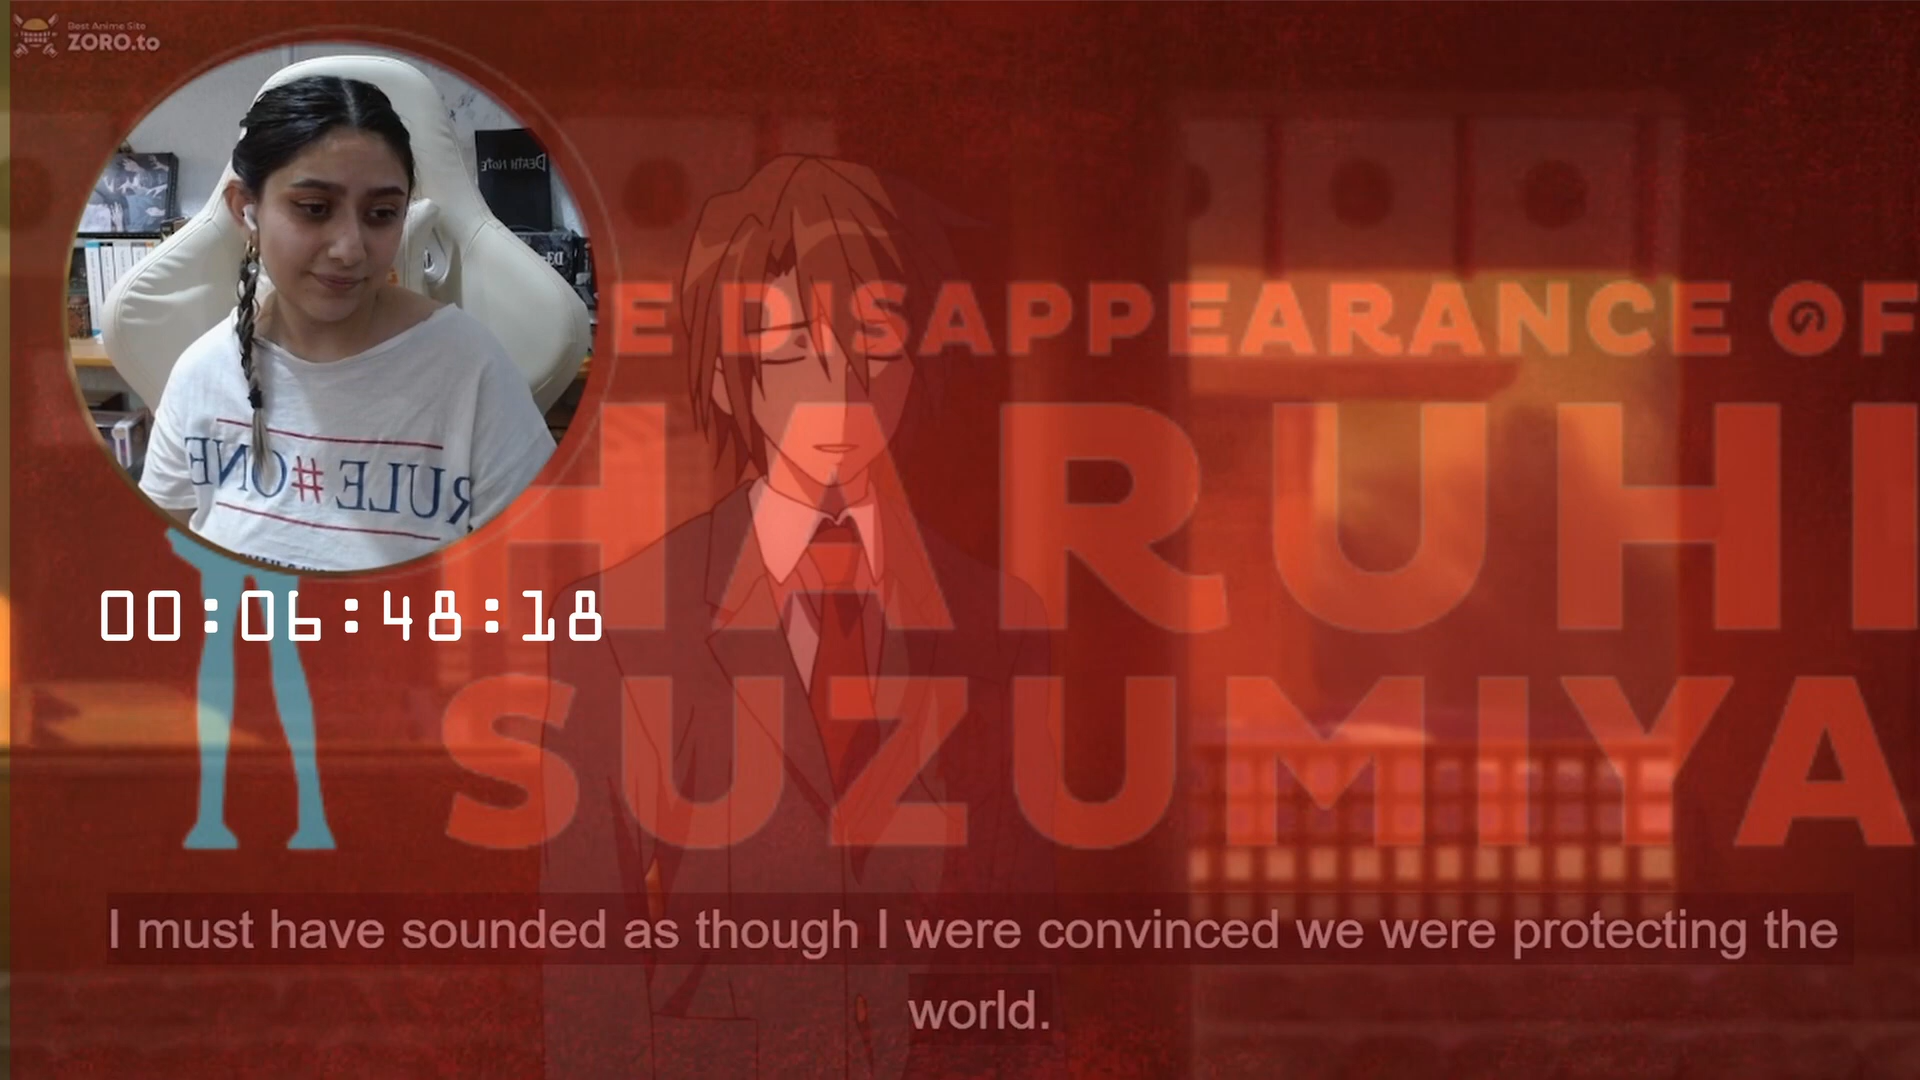 Best Anime Site
ZORO.to
DEATH NOTE
RULE#ONE
00:06:48:18
E DISAPPEARANCE OF
HARUHI
SUZUMIYA
I must have sounded as though I were convinced we were protecting the
world.